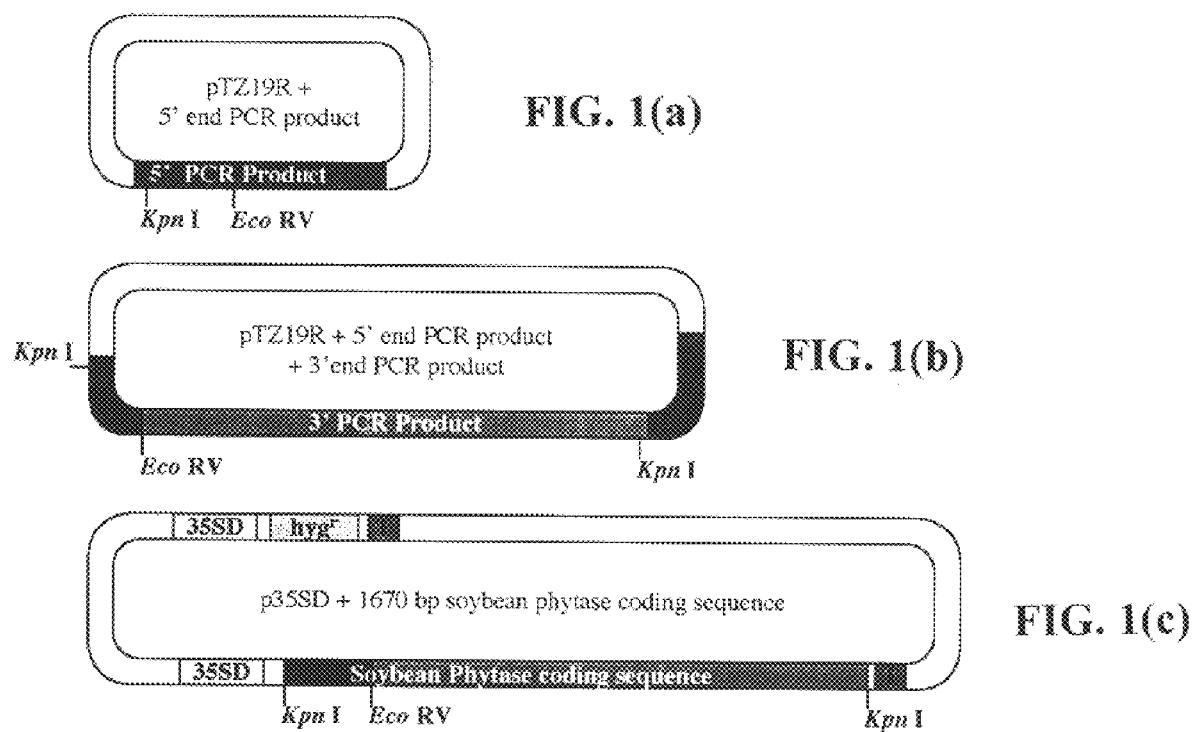 pTZ19R +
5' end PCR product
5' PCR Product
Kpn I Eco RV
FIG. 1(a)
pTZ19R + 5' end PCR product
+ 3'end PCR product
Kpn I
3' PCR Product
Eco RV Kpn I
FIG. 1(b)
35SD hygʳ
p35SD + 1670 bp soybean phytase coding sequence
35SD Soybean Phytase coding sequence
Kpn I Eco RV Kpn I
FIG. 1(c)